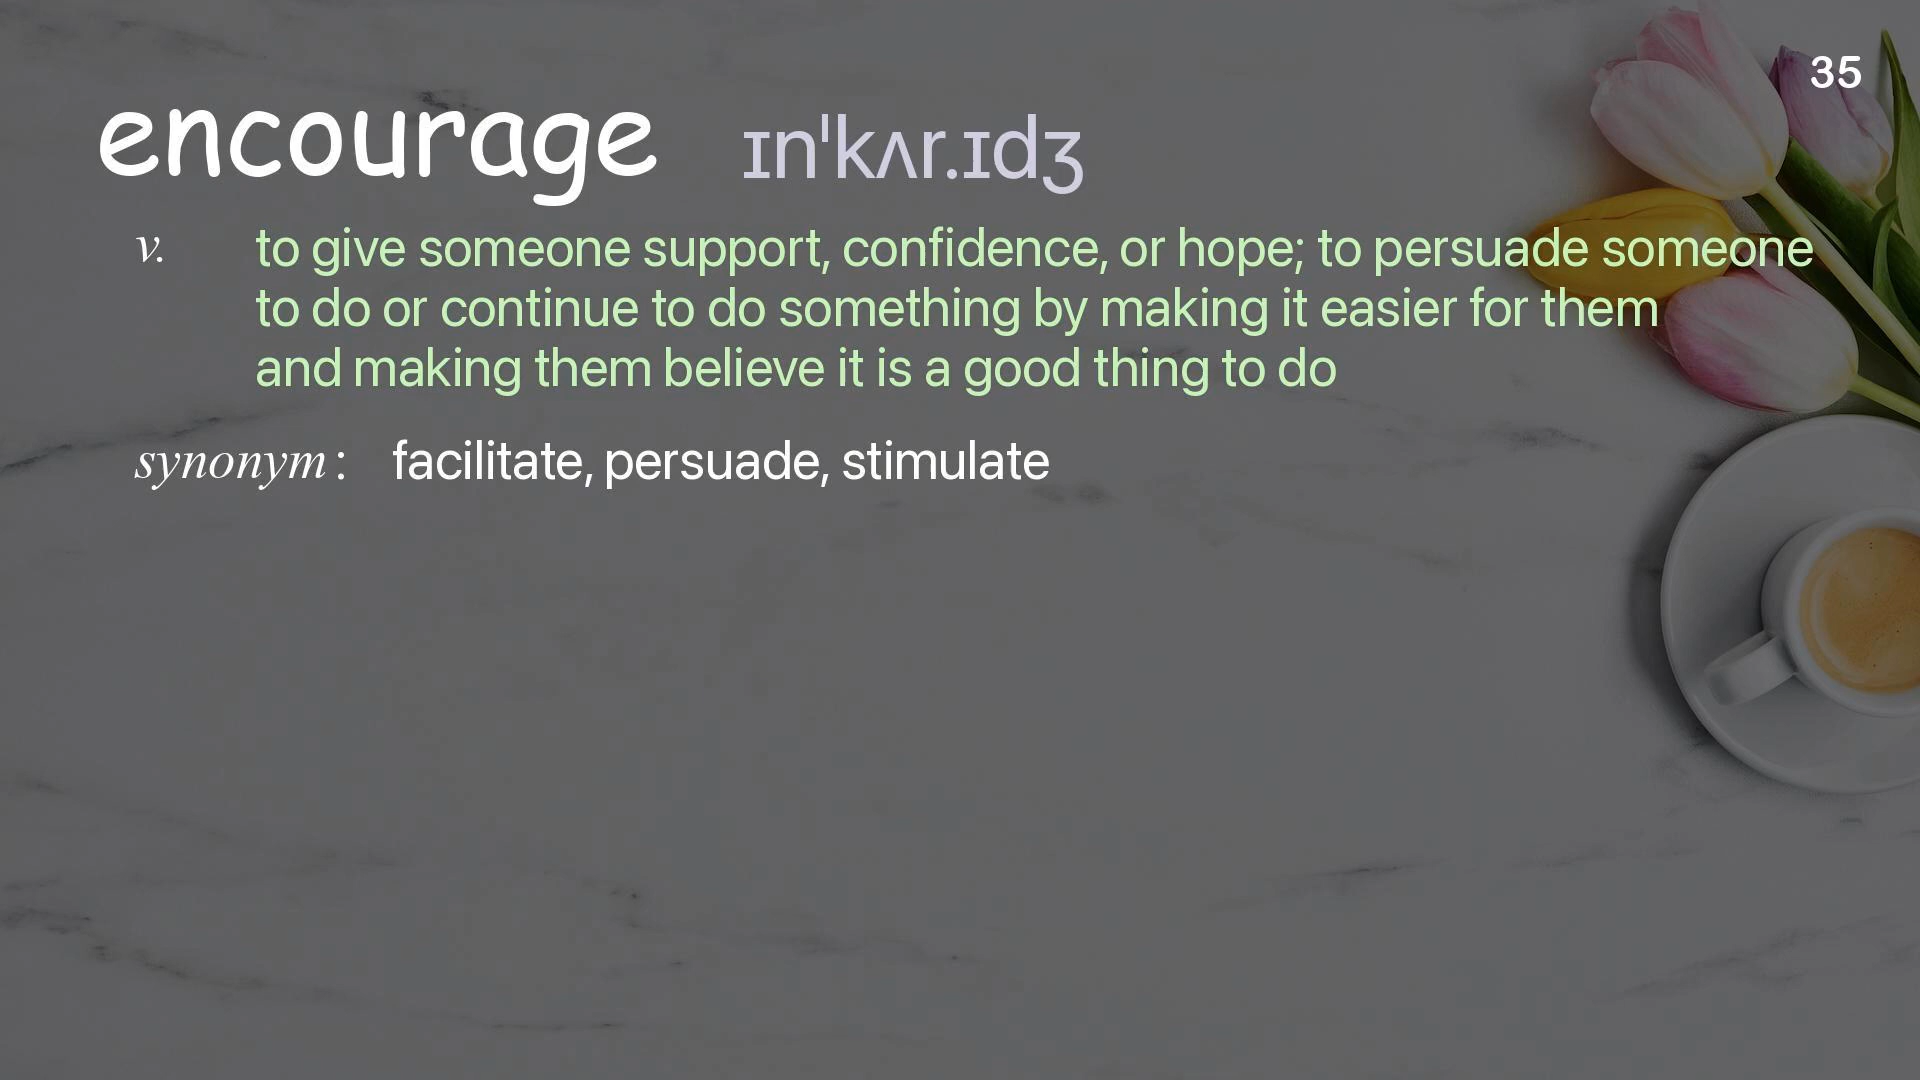 35
encourage ɪnˈkʌr.ɪdʒ
v. to give someone support, confidence, or hope; to persuade someone
to do or continue to do something by making it easier for them
and making them believe it is a good thing to do
synonym : facilitate, persuade, stimulate